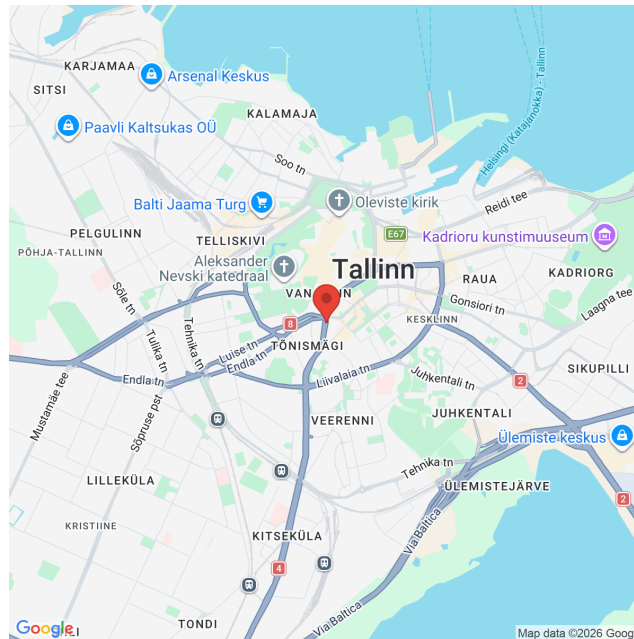 KARJAMAA
Arsenal Keskus
SITSI
KALAMAJA
Paavli Kaltsukas OÜ
Helsingi (Katajanokka) - Tallinn
Soo tn
Balti Jaama Turg
Oleviste kirik
Reidi tee
PELGULINN
TELLISKIVI
E67
Kadrioru kunstimuuseum
PÕHJA-TALLINN
Aleksander
Nevski katedraal
Tallinn
RAUA
KADRIORG
Sõle tn
Gonsiori tn
Laagna tee
KESKLINN
8
Tulika tn
Tehnika tn
Luise tn
Endla tn
TÕNISMÄGI
SIKUPILLI
Endla tn
Liivalaia tn
Juhkentali tn
2
Mustamäe tee
Sõpruse pst
VEERENNI
JUHKENTALI
Ülemiste keskus
Tehnika tn
LILLEKÜLA
ÜLEMISTEJÄRVE
2
KRISTIINE
KITSEKÜLA
Via Baltica
4
Via Baltica
TONDI
Google
Map data ©2026 Goo